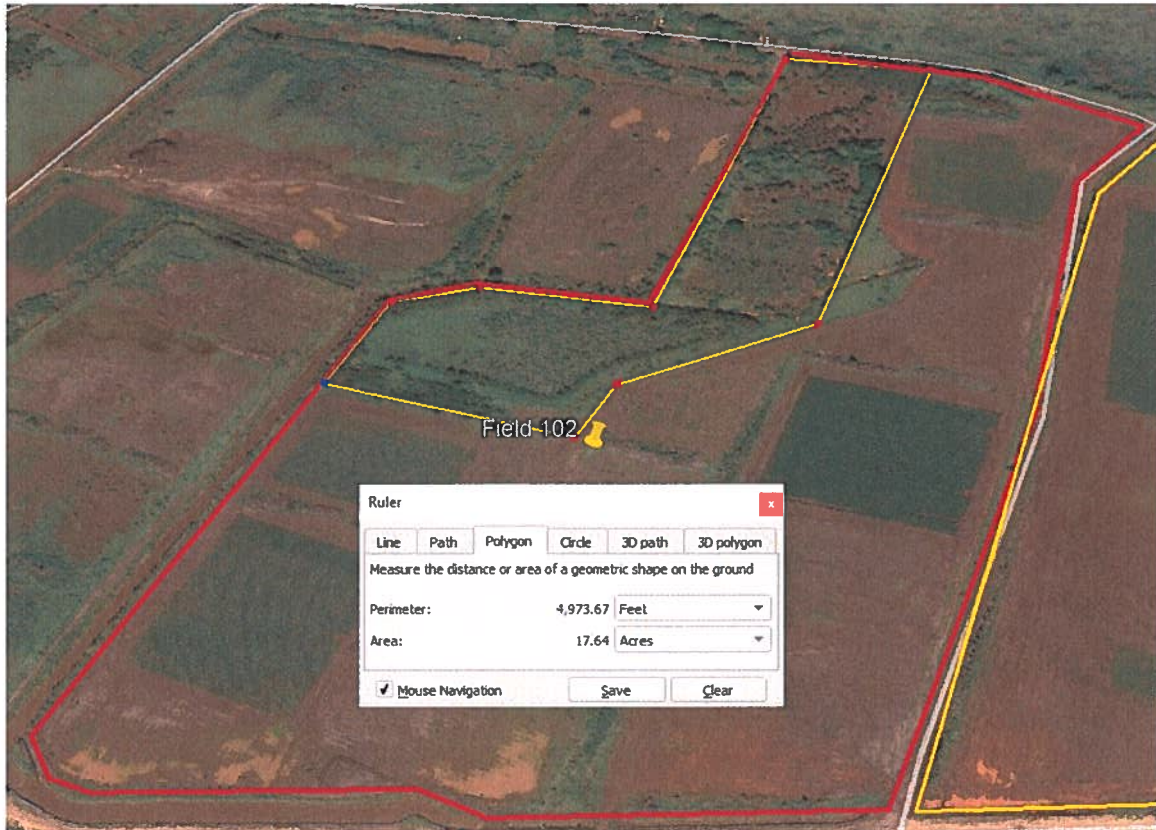 Field 102
Ruler
x
Line Path Polygon Circle 3D path 3D polygon
Measure the distance or area of a geometric shape on the ground
Perimeter: 4,973.67 Feet
Area: 17.64 Acres
Mouse Navigation Save Clear